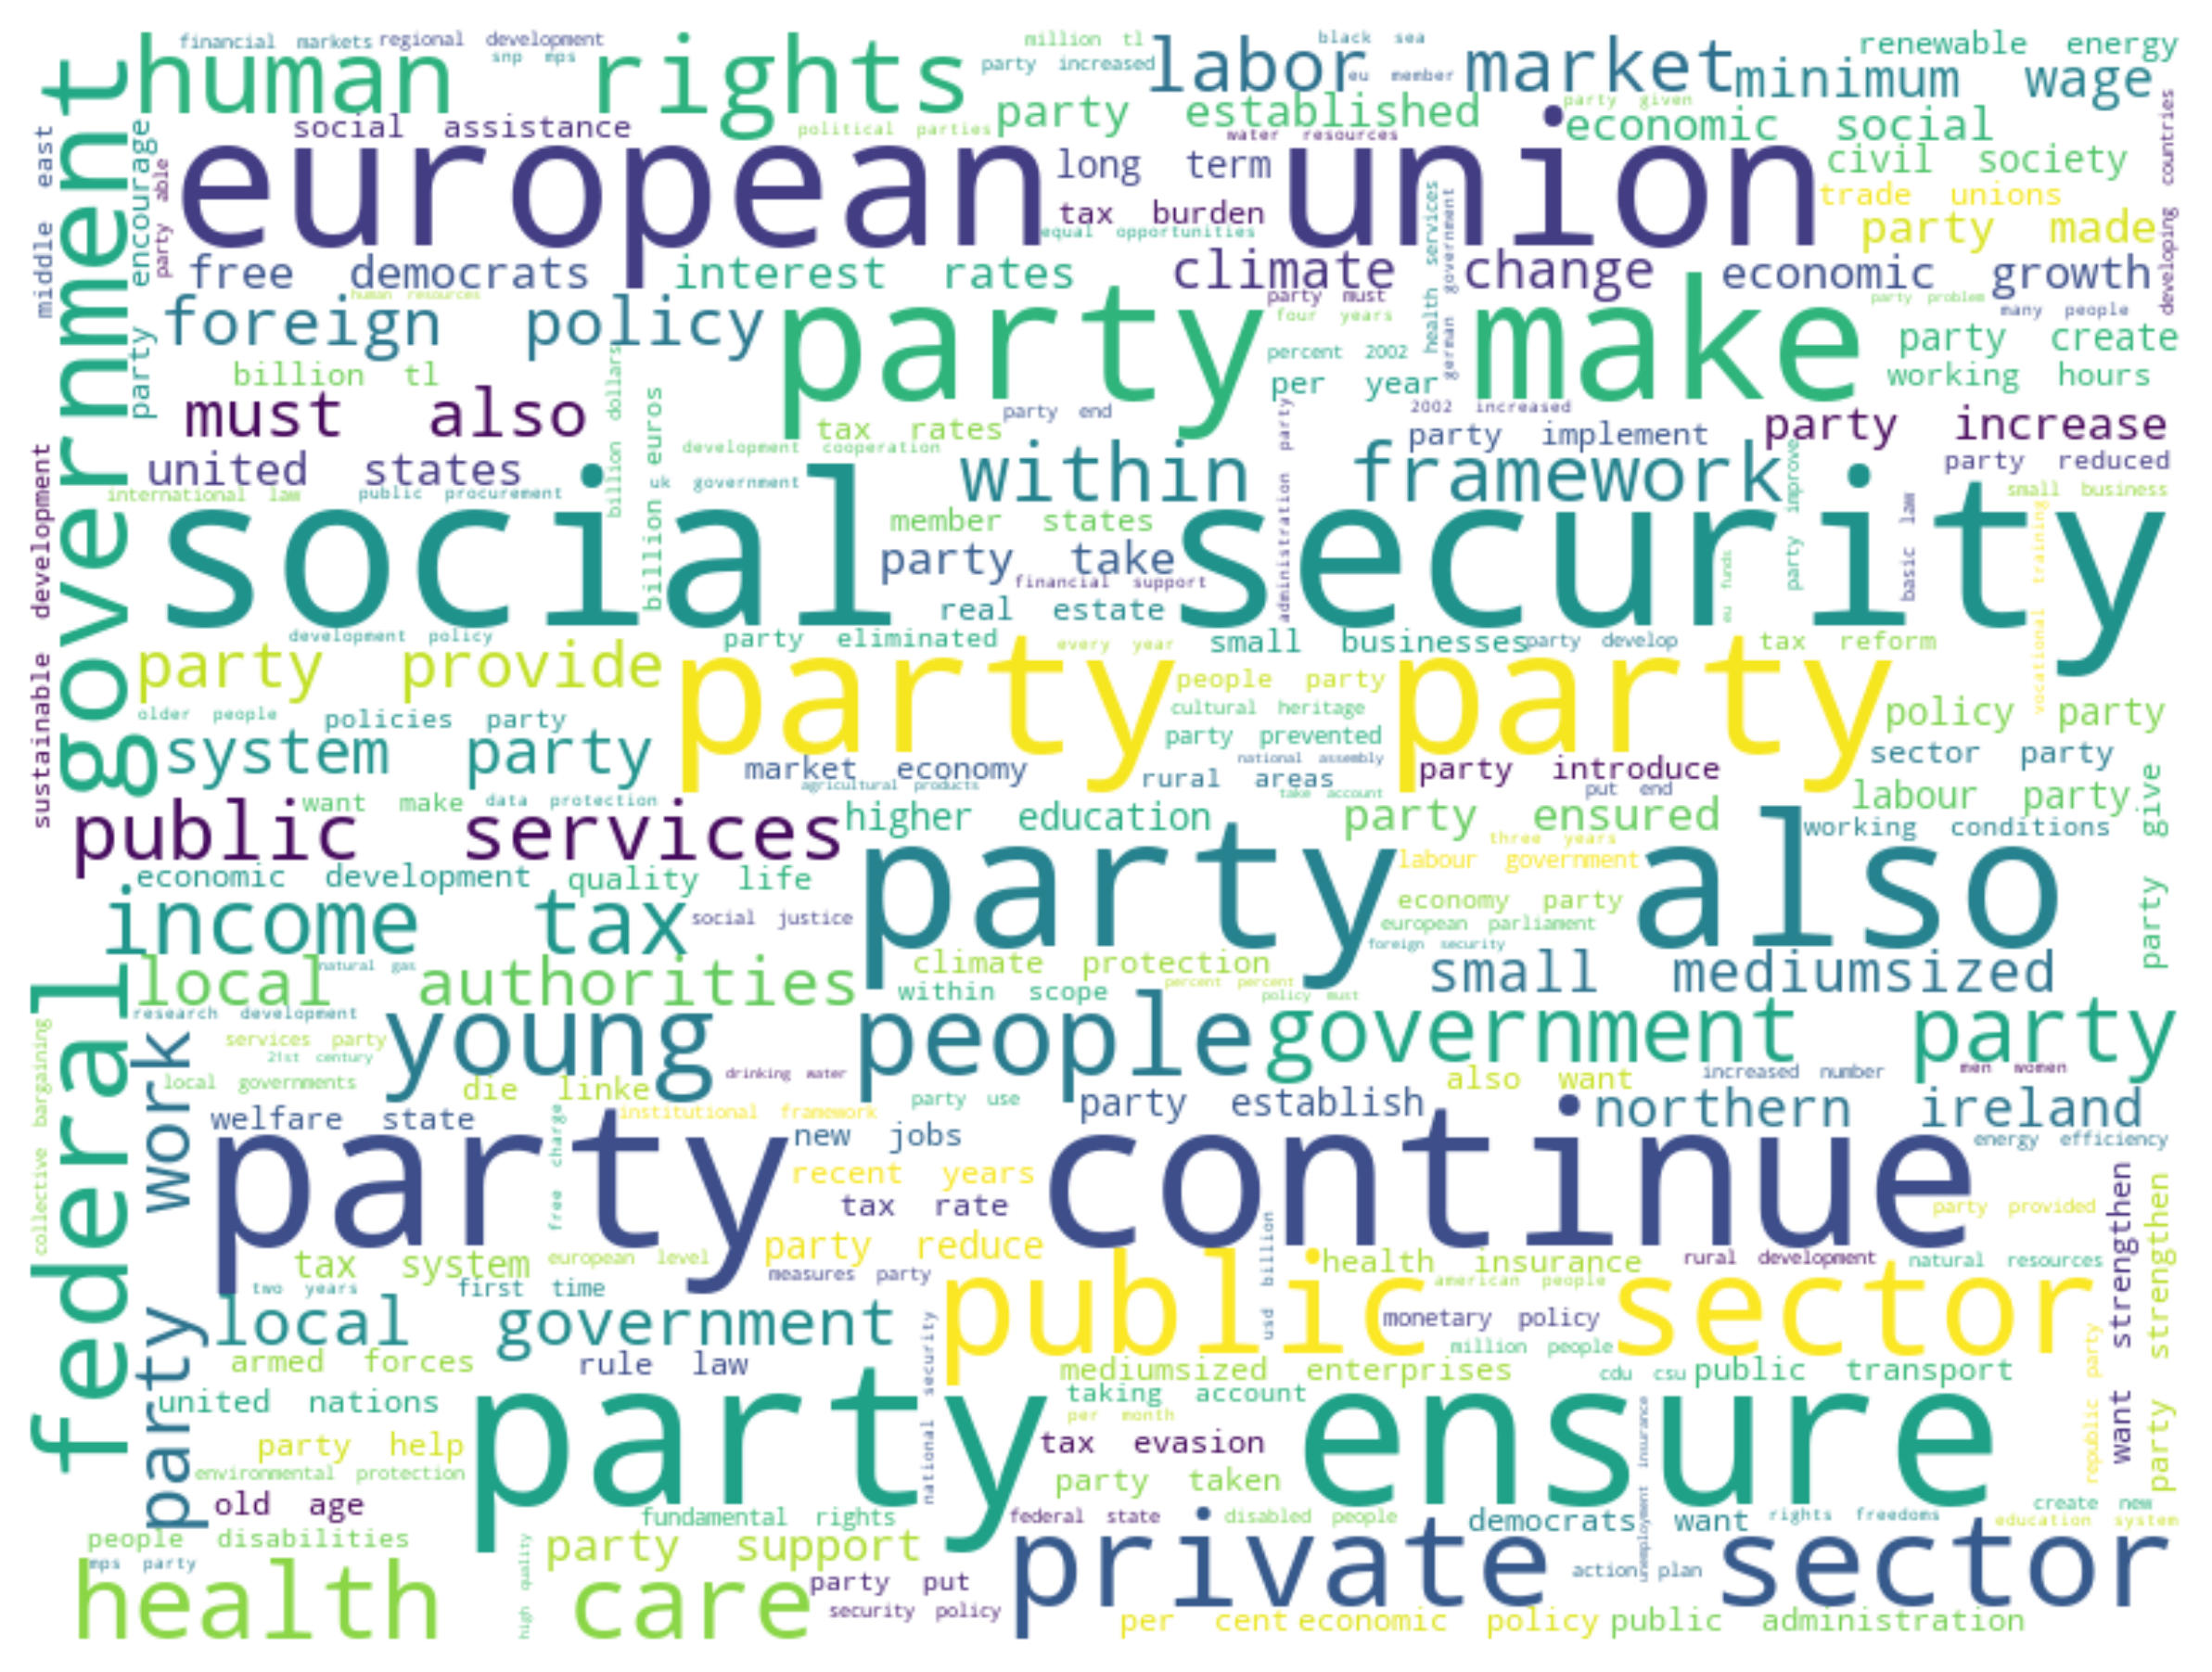 financial markets
regional development
snp mps
million tl
black sea
renewable energy
human rights
party increased
labor market
eu member
minimum wage
party established
party given
economic social
social assistance
political parties
water resources
european union
long term
civil society
tax burden
trade unions
equal opportunities
party made
free democrats
interest rates
climate change
economic growth
human resources
party must
party problem
foreign policy
four years
many people
party make
percent 2002
party create
billion tl
per year
working hours
must also
party end
2002 increased
party increase
tax rates
party implement
development cooperation
within framework
party reduced
united states
uk government
international law
public procurement
small business
social security
member states
party take
financial support
real estate
development policy
party eliminated
every year
small businesses
party develop
tax reform
party provide
people party
party party
older people
policies party
cultural heritage
policy party
system party
party prevented
market economy
national assembly
sector party
agricultural products
rural areas
party introduce
take account
put end
want make
data protection
labour party
public services
higher education
party ensured
working conditions
three years
economic development
quality life
labour government
party also
income tax
social justice
economy party
european parliament
foreign security
natural gas
climate protection
small mediumsized
local authorities
percent percent
within scope
policy must
research development
young people
government party
services party
21st century
local governments
die linke
drinking water
also want
increased number
men women
party use
party establish
northern ireland
welfare state
institutional framework
new jobs
energy efficiency
party continue
recent years
tax rate
party provided
party reduce
tax system
european level
health insurance
rural development
natural resources
two years
first time
measures party
american people
public sector
local government
monetary policy
million people
armed forces
rule law
mediumsized enterprises
cdu csu
public transport
united nations
taking account
per month
party ensure
party help
tax evasion
environmental protection
party taken
old age
fundamental rights
federal state
disabled people
democrats want
rights freedoms
create new
education system
people disabilities
party support
private sector
mps party
health care
party put
action plan
security policy
per cent
economic policy
public administration
middle east
sustainable development
collective bargaining
federal government
party encourage
party able
party work
billion dollars
billion euros
free charge
high quality
national security
usd billion
administration party
health services
german government
unemployment insurance
eu funds
party improve
basic law
vocational training
developing countries
party give
republic party
want strengthen
party strengthen